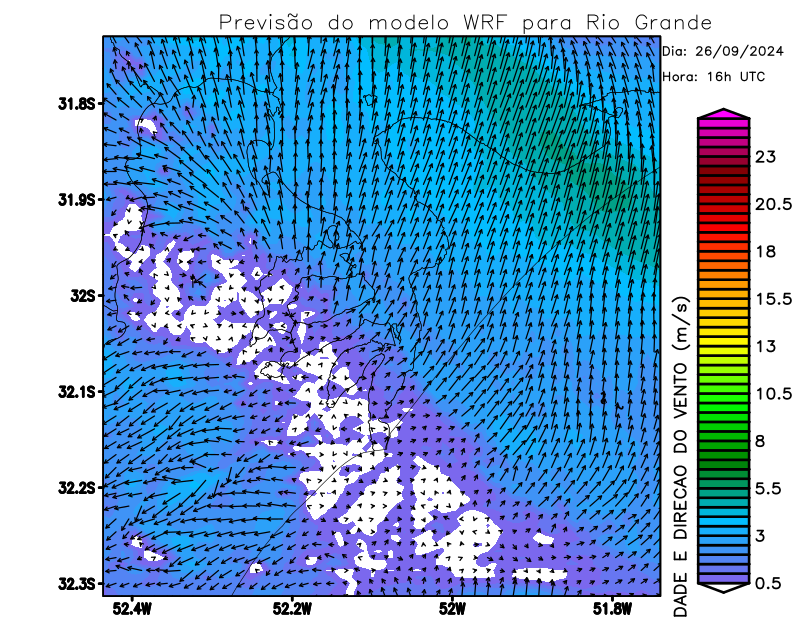 Previsão do modelo WRF para Rio Grande
Dia: 26/09/2024
Hora: 16h UTC
31.8S
31.9S
32S
32.1S
32.2S
32.3S
52.4W
52.2W
52W
51.8W
DADE E DIRECAO DO VENTO (m/s)
23
20.5
18
15.5
13
10.5
8
5.5
3
0.5